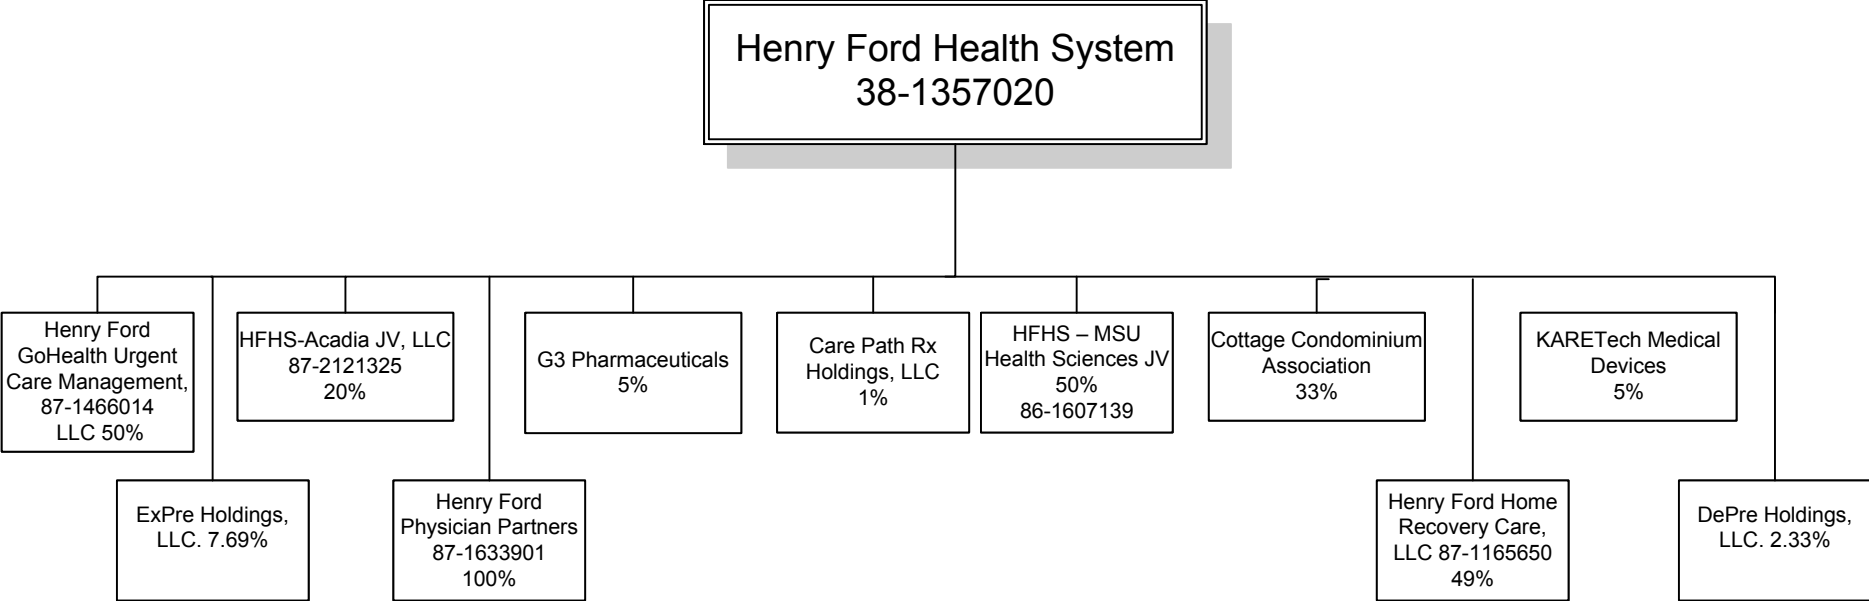 Henry Ford Health System
38-1357020
Henry Ford
GoHealth Urgent
Care Management,
87-1466014
LLC 50%
HFHS-Acadia JV, LLC
87-2121325
20%
G3 Pharmaceuticals
5%
Care Path Rx
Holdings, LLC
1%
HFHS – MSU
Health Sciences JV
50%
86-1607139
Cottage Condominium
Association
33%
KARETech Medical
Devices
5%
ExPre Holdings,
LLC. 7.69%
Henry Ford
Physician Partners
87-1633901
100%
Henry Ford Home
Recovery Care,
LLC 87-1165650
49%
DePre Holdings,
LLC. 2.33%